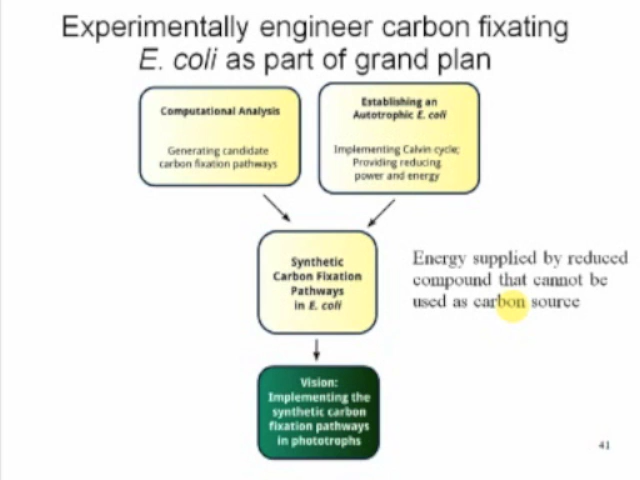 Experimentally engineer carbon fixating
E. coli as part of grand plan
Computational Analysis
Generating candidate
carbon fixation pathways
Establishing an
Autotrophic E. coli
Implementing Calvin cycle;
Providing reducing
power and energy
Synthetic
Carbon Fixation
Pathways
in E. coli
Energy supplied by reduced
compound that cannot be
used as carbon source
Vision:
Implementing the
synthetic carbon
fixation pathways
in phototrophs
41